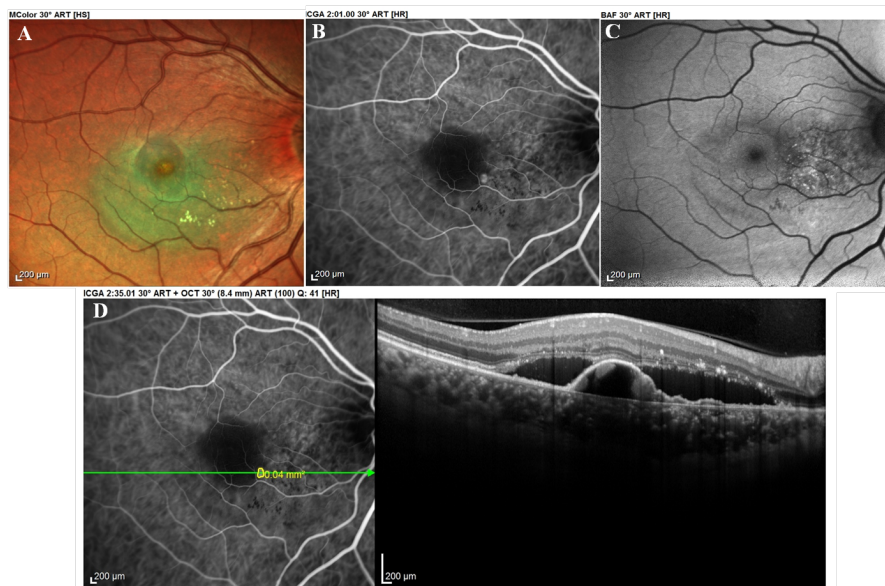 MColor 30° ART [HS]
A
200 µm
CGA 2:01.00 30° ART [HR]
B
200 µm
BAF 30° ART [HR]
C
200 µm
ICGA 2:35.01 30° ART + OCT 30° (8.4 mm) ART (100) Q: 41 [HR]
D
0.04 mm²
200 µm
200 µm